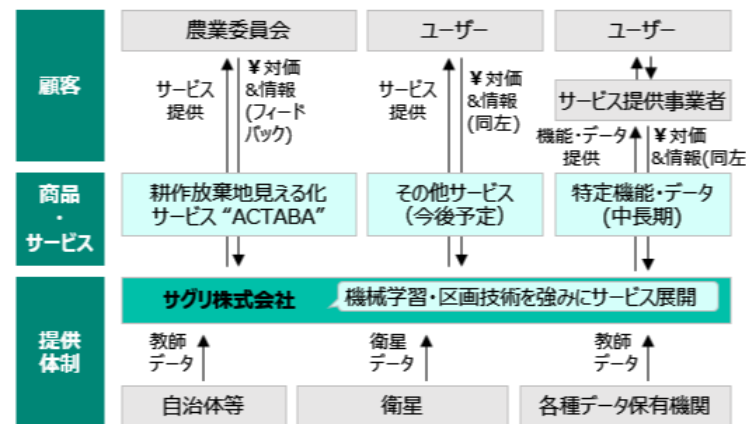 顧客
農業委員会
ユーザー
ユーザー
サービス
提供
¥対価
&情報
(フィード
バック)
サービス
提供
¥対価
&情報
(同左)
サービス提供事業者
機能・データ
提供
¥対価
&情報(同左
商品
・
サービス
耕作放棄地見える化
サービス “ACTABA”
その他サービス
(今後予定)
特定機能・データ
(中長期)
提供
体制
サグリ株式会社
機械学習・区画技術を強みにサービス展開
教師
データ
衛星
データ
教師
データ
自治体等
衛星
各種データ保有機関